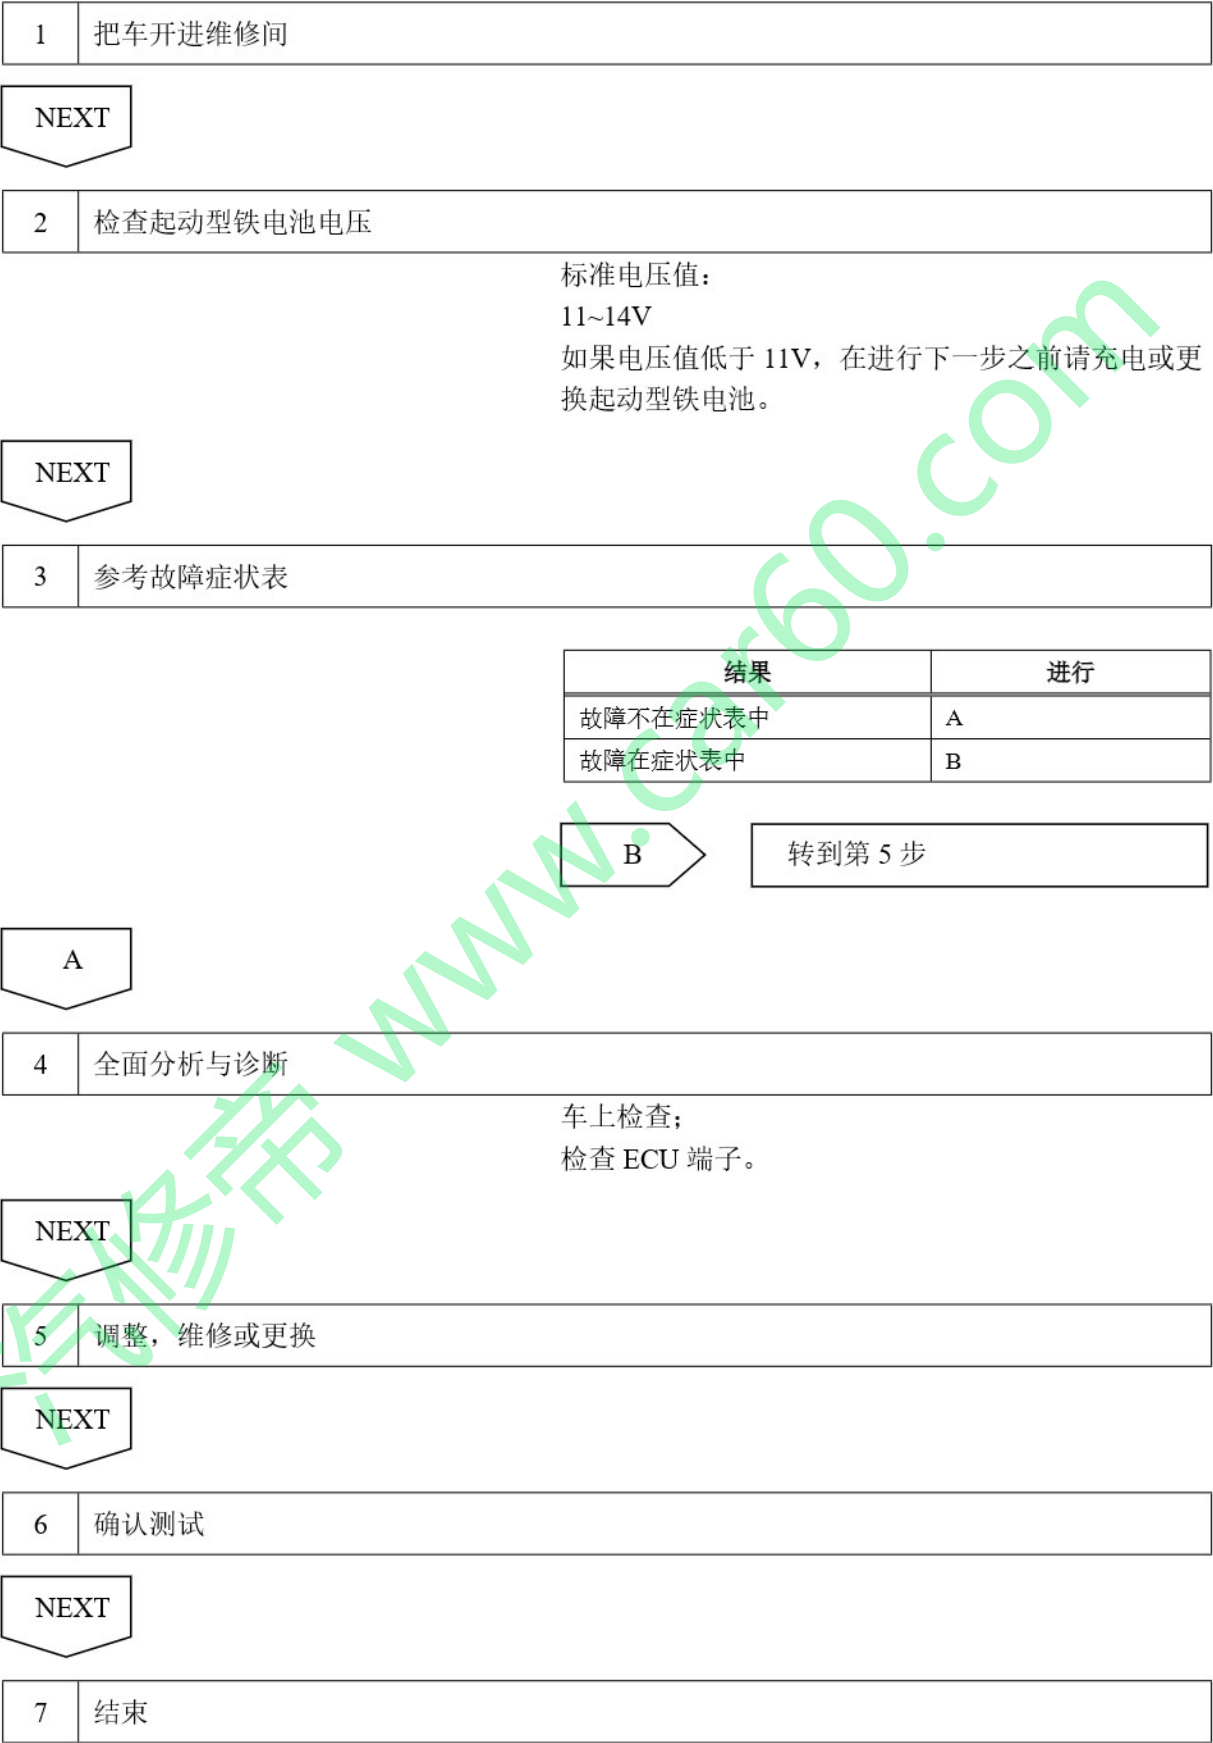 1 把车开进维修间
NEXT
2 检查起动型铁电池电压
标准电压值：
11~14V
如果电压值低于 11V，在进行下一步之前请充电或更
换起动型铁电池。
NEXT
3 参考故障症状表
结果 进行
故障不在症状表中 A
故障在症状表中 B
B 转到第 5 步
A
4 全面分析与诊断
车上检查；
检查 ECU 端子。
NEXT
5 调整，维修或更换
NEXT
6 确认测试
NEXT
7 结束
汽修帝 www.car60.com